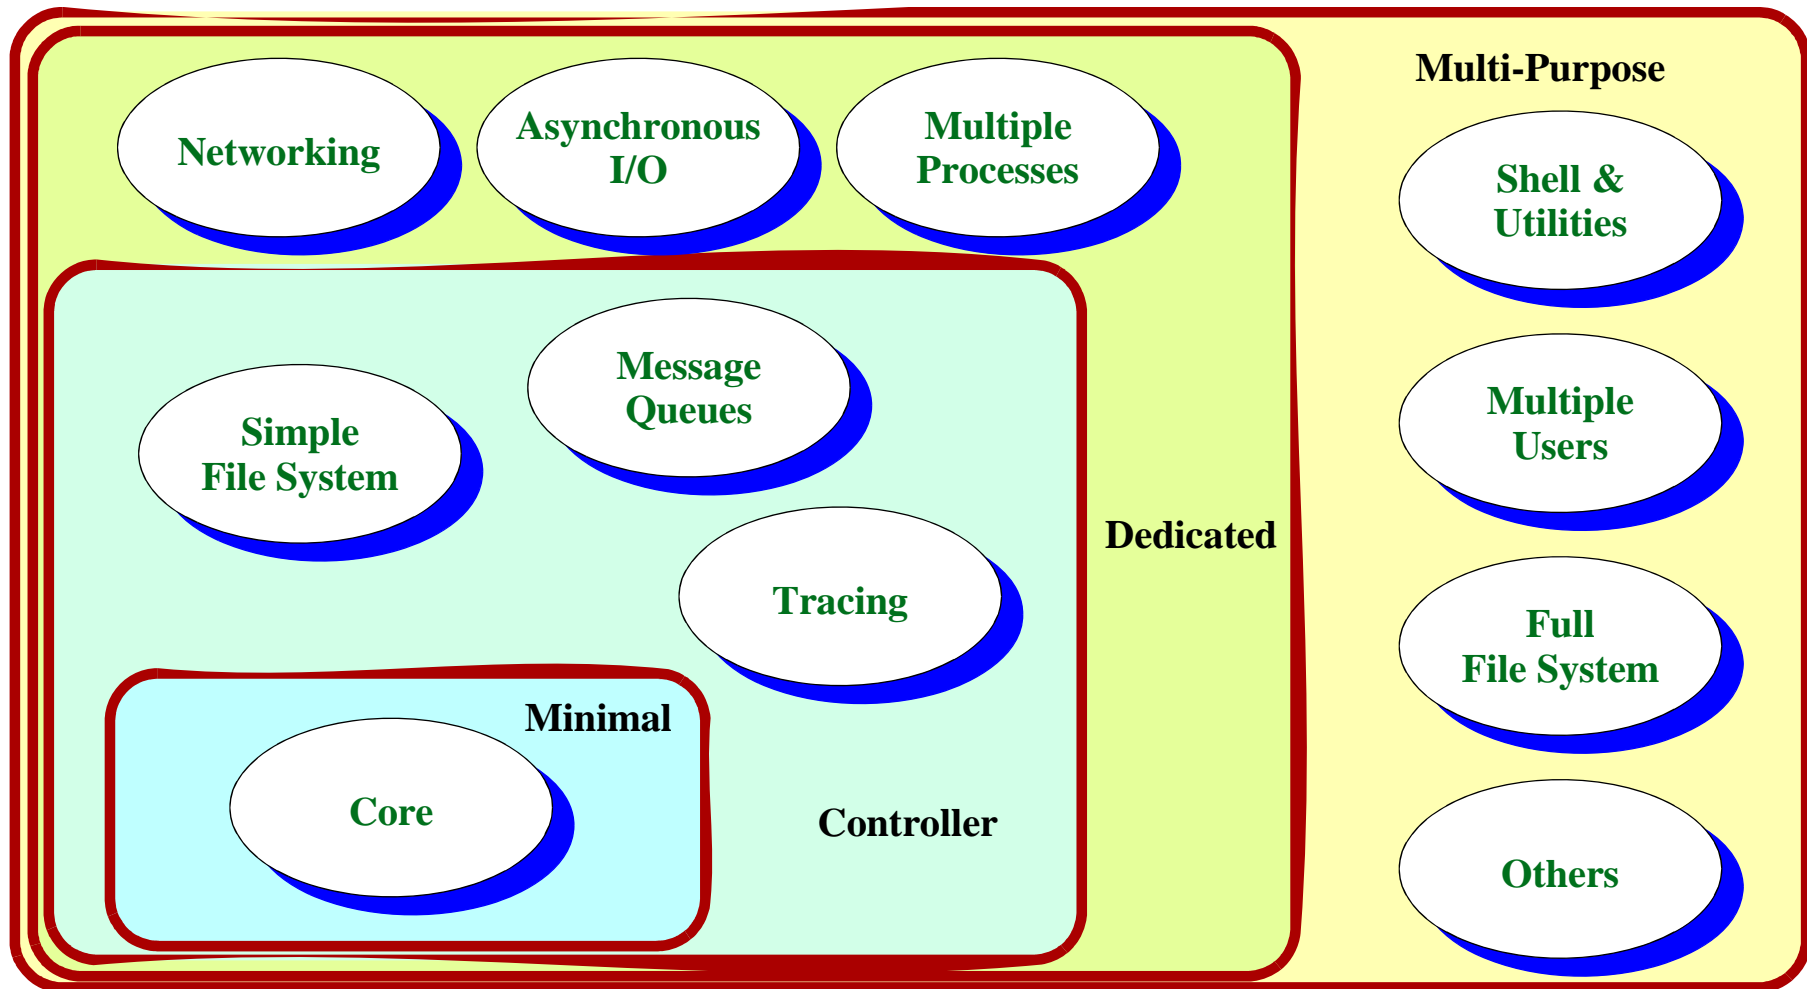 Multi-Purpose
Networking
Asynchronous
I/O
Multiple
Processes
Shell &
Utilities
Message
Queues
Simple
File System
Multiple
Users
Dedicated
Tracing
Full
File System
Minimal
Core
Controller
Others